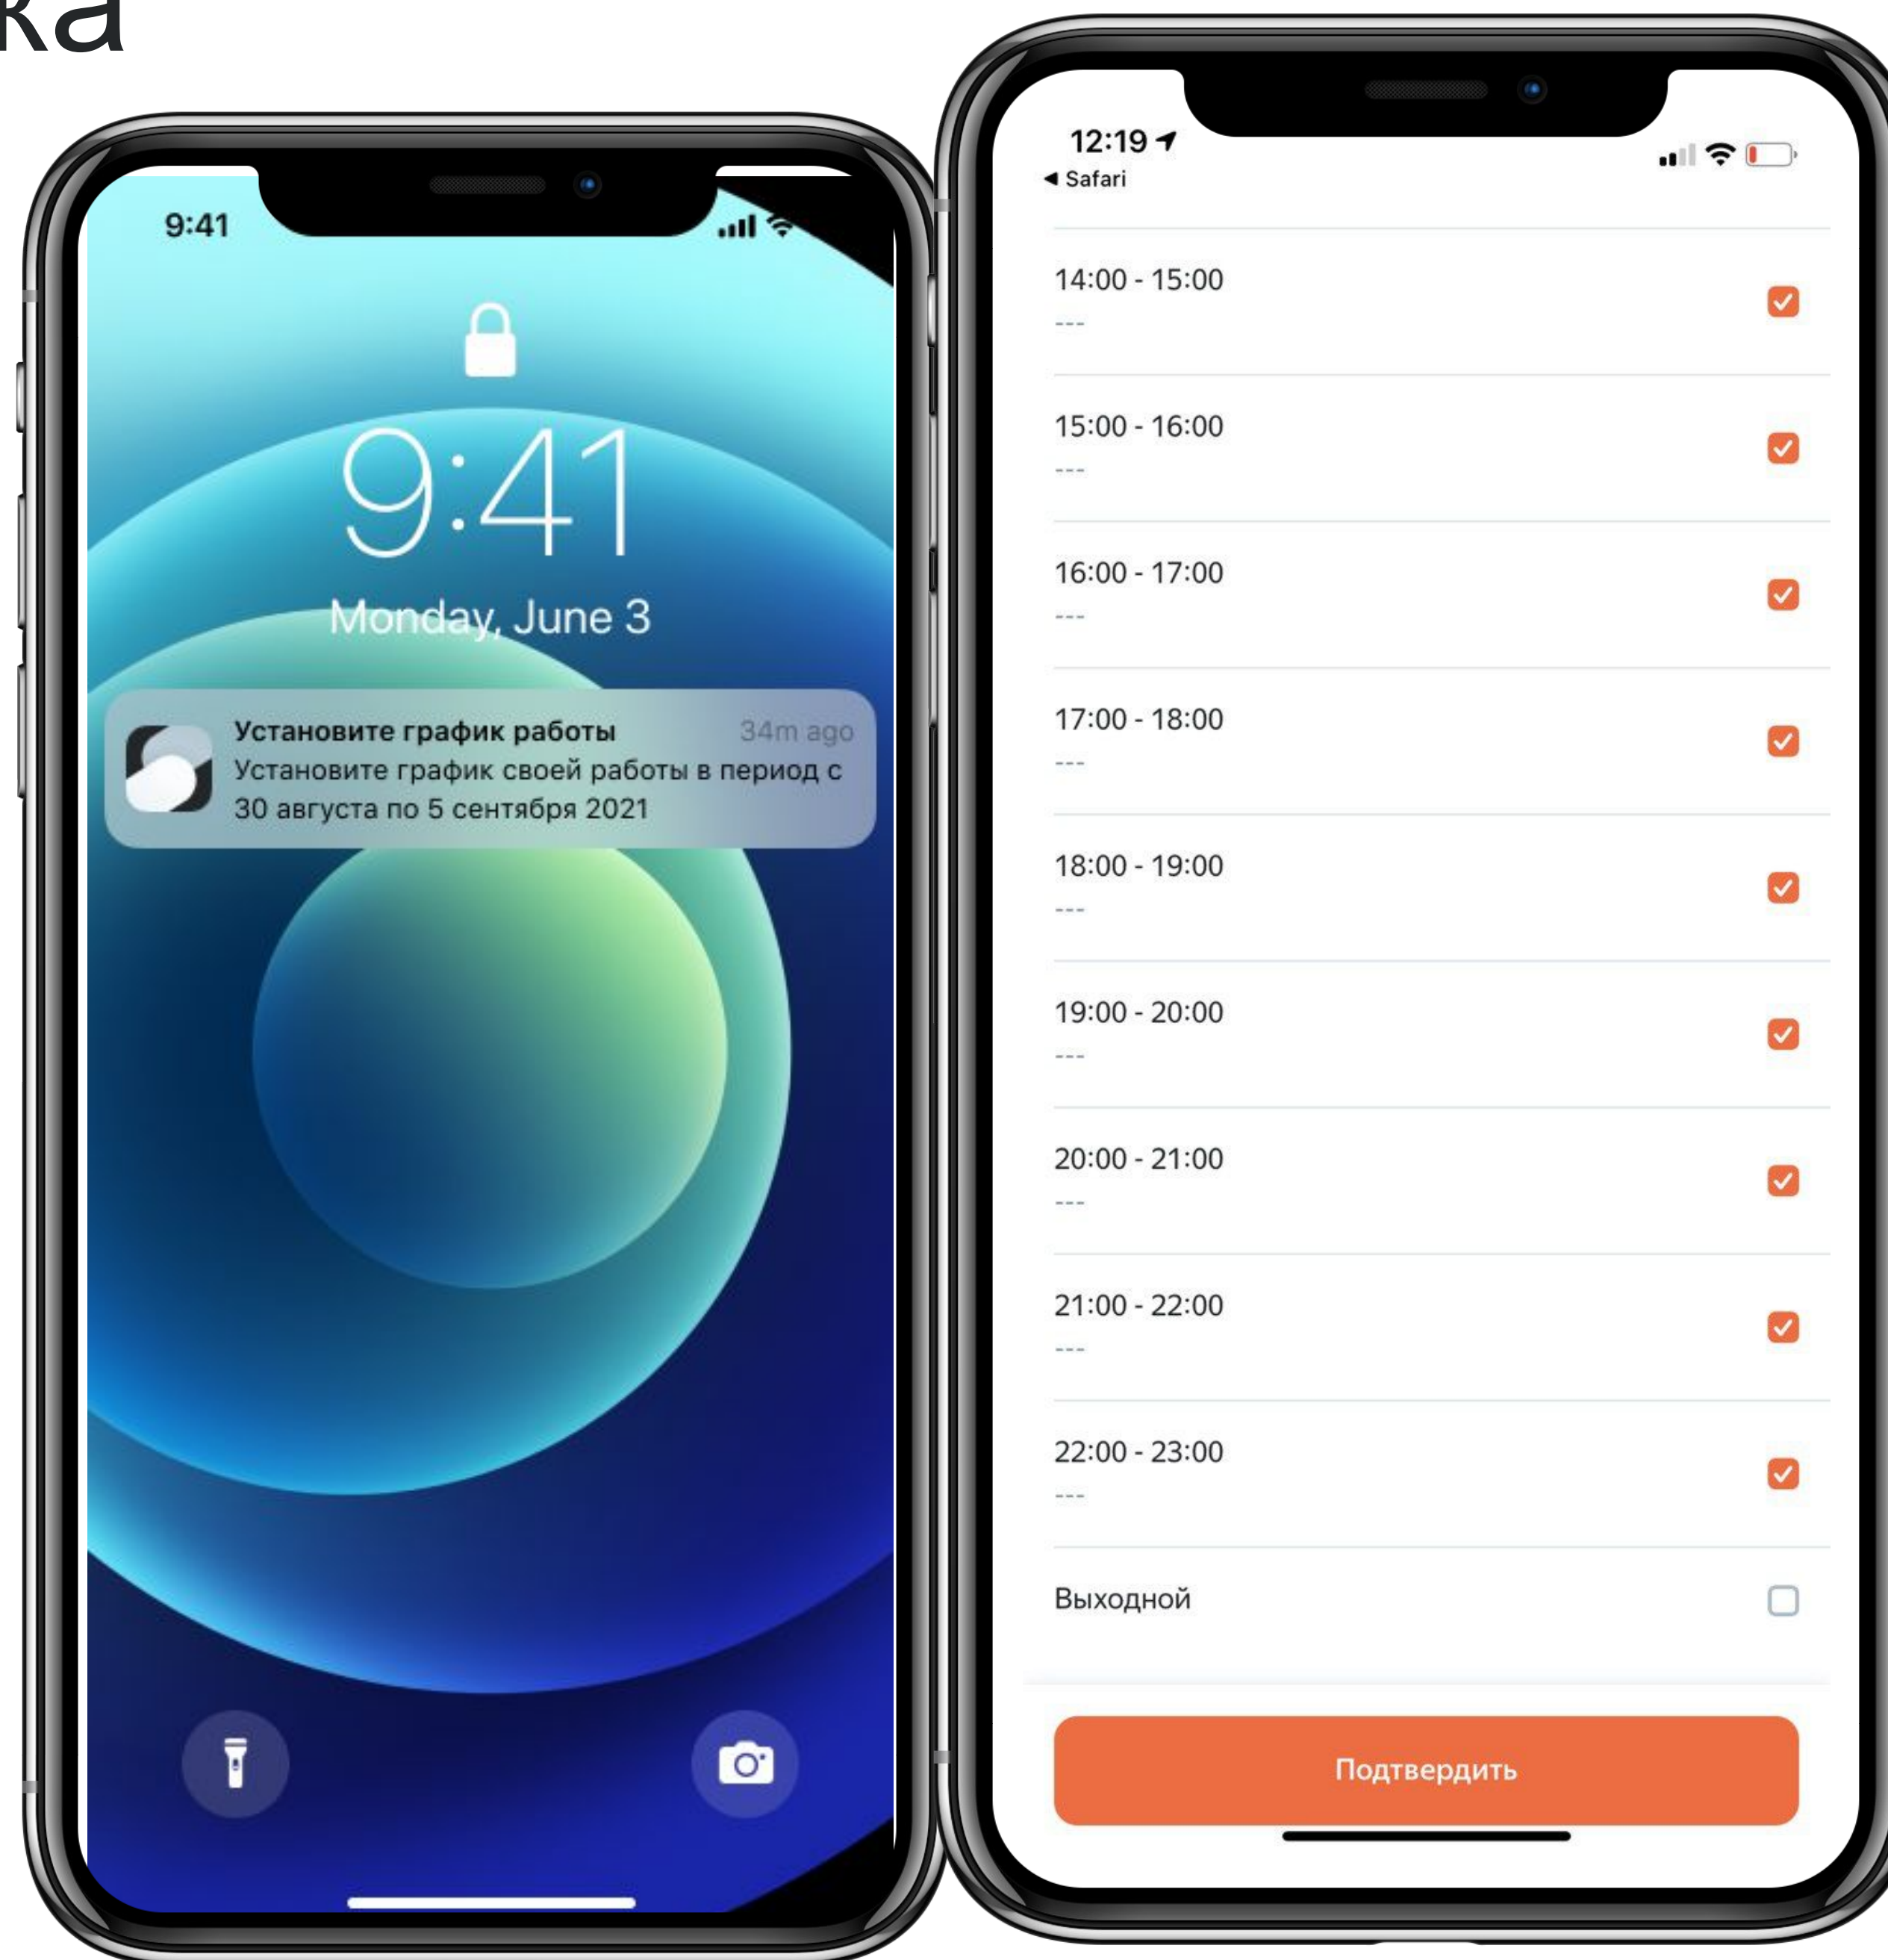 ка
9:41
9:41
Monday, June 3
Установите график работы 34m ago
Установите график своей работы в период с
30 августа по 5 сентября 2021
12:19
Safari
14:00 - 15:00
---
15:00 - 16:00
---
16:00 - 17:00
---
17:00 - 18:00
---
18:00 - 19:00
---
19:00 - 20:00
---
20:00 - 21:00
---
21:00 - 22:00
---
22:00 - 23:00
---
Выходной
Подтвердить